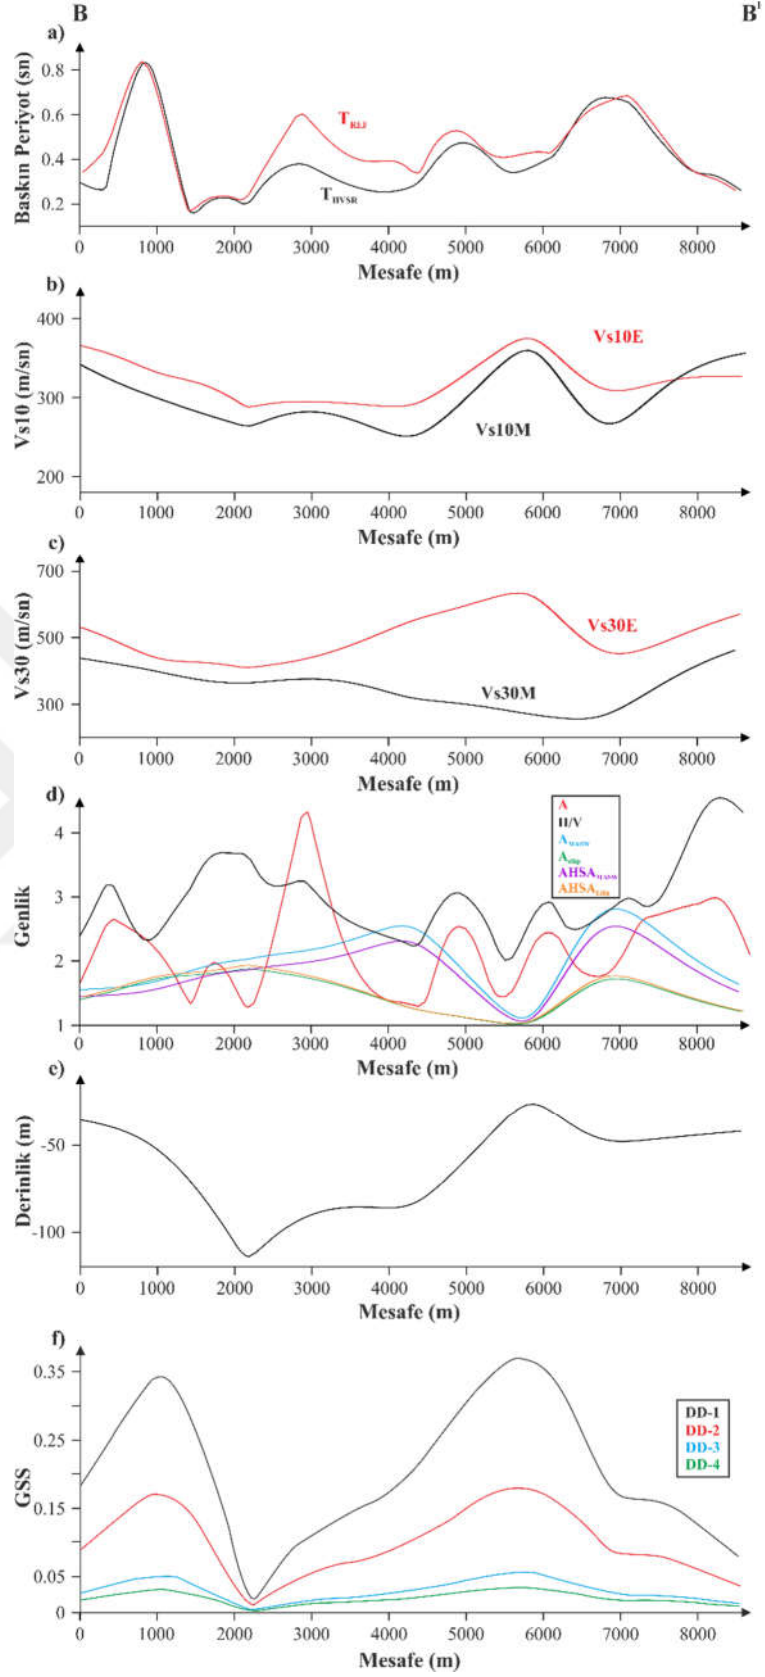 B B'
a)
Baskın Periyot (sn)
0.8
0.6
0.4
0.2
T_RLF
T_HVSR
0 1000 2000 3000 4000 5000 6000 7000 8000
Mesafe (m)
b)
Vs10 (m/sn)
400
300
200
Vs10E
Vs10M
0 1000 2000 3000 4000 5000 6000 7000 8000
Mesafe (m)
c)
Vs30 (m/sn)
700
500
300
Vs30E
Vs30M
0 1000 2000 3000 4000 5000 6000 7000 8000
Mesafe (m)
d)
Genlik
4
3
2
1
A
H/V
A_MASW
A
AHSA_MASW
AHSA
0 1000 2000 3000 4000 5000 6000 7000 8000
Mesafe (m)
e)
Derinlik (m)
-50
-100
0 1000 2000 3000 4000 5000 6000 7000 8000
Mesafe (m)
f)
GSS
0.35
0.25
0.15
0.05
0
DD-1
DD-2
DD-3
DD-4
0 1000 2000 3000 4000 5000 6000 7000 8000
Mesafe (m)